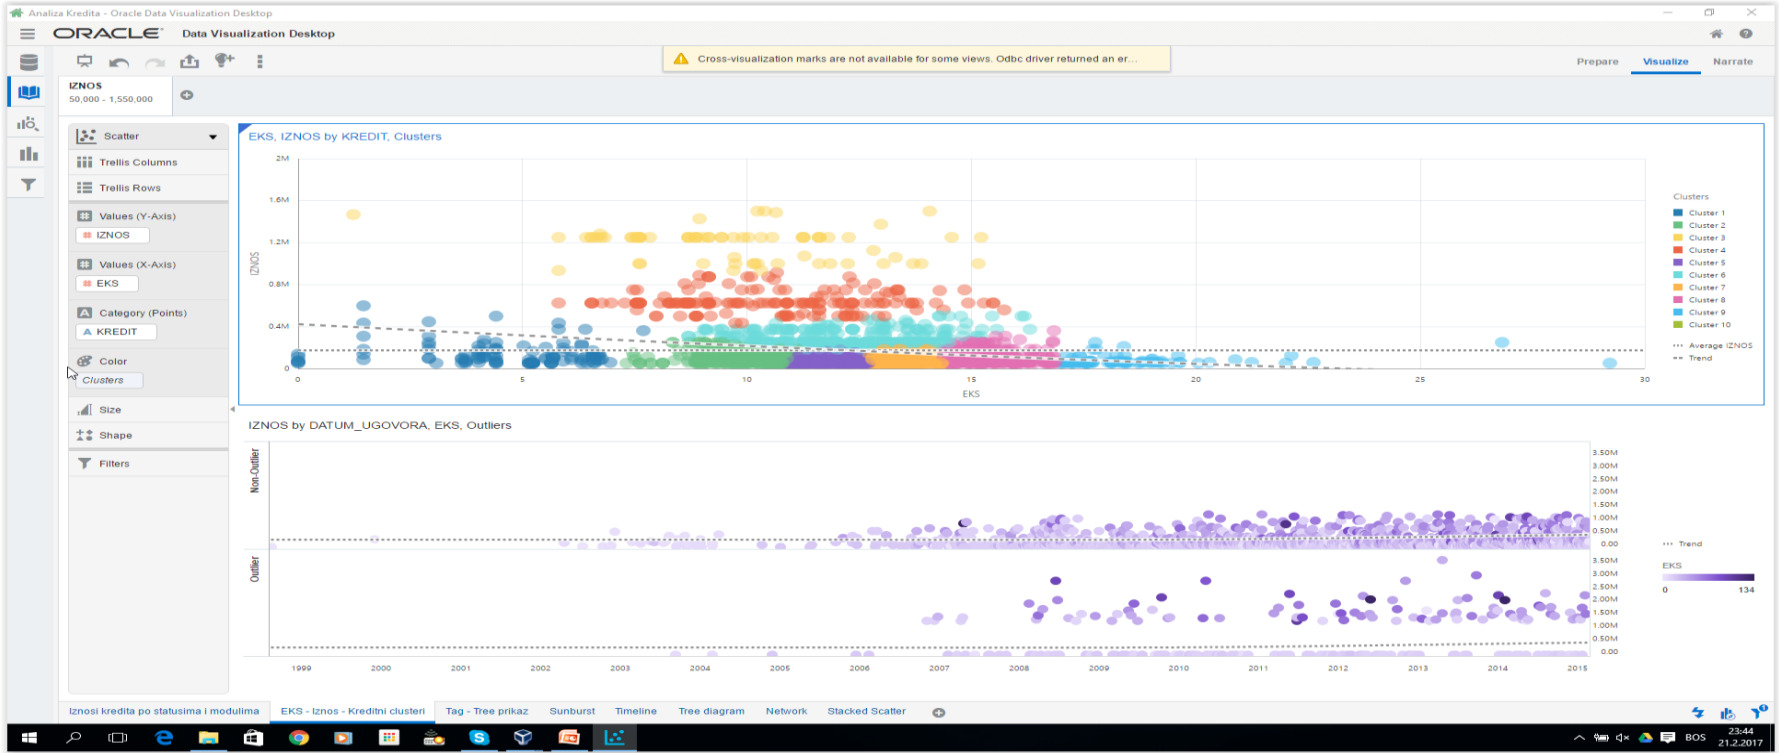 Analiza Kredita - Oracle Data Visualization Desktop
ORACLE Data Visualization Desktop
Cross-visualization marks are not available for some views. Odbc driver returned an er...
Prepare Visualize Narrate
IZNOS
50,000 - 1,550,000
Scatter
Trellis Columns
Trellis Rows
Values (Y-Axis)
# IZNOS
Values (X-Axis)
# EKS
A Category (Points)
A KREDIT
Color
Clusters
Size
Shape
Filters
EKS, IZNOS by KREDIT, Clusters
2M
1.6M
1.2M
0.8M
0.4M
0
IZNOS
0 5 10 15 20 25 30
EKS
Clusters
Cluster 1
Cluster 2
Cluster 3
Cluster 4
Cluster 5
Cluster 6
Cluster 7
Cluster 8
Cluster 9
Cluster 10
Average IZNOS
Trend
IZNOS by DATUM_UGOVORA, EKS, Outliers
Non-Outlier
3.50M
3.00M
2.50M
2.00M
1.50M
1.00M
0.50M
0.00
Outlier
3.50M
3.00M
2.50M
2.00M
1.50M
1.00M
0.50M
0.00
Trend
EKS
0 134
1999 2000 2001 2002 2003 2004 2005 2006 2007 2008 2009 2010 2011 2012 2013 2014 2015
Iznosi kredita po statusima i modulima EKS - Iznos - Kreditni clusteri Tag - Tree prikaz Sunburst Timeline Tree diagram Network Stacked Scatter
BOS
23:44
21.2.2017